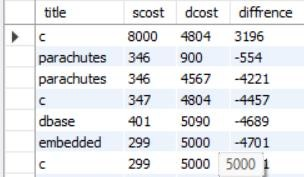 title scost dcost diffrence
c 8000 4804 3196
parachutes 346 900 -554
parachutes 346 4567 -4221
c 347 4804 -4457
dbase 401 5090 -4689
embedded 299 5000 -4701
c 299 5000 5000 1